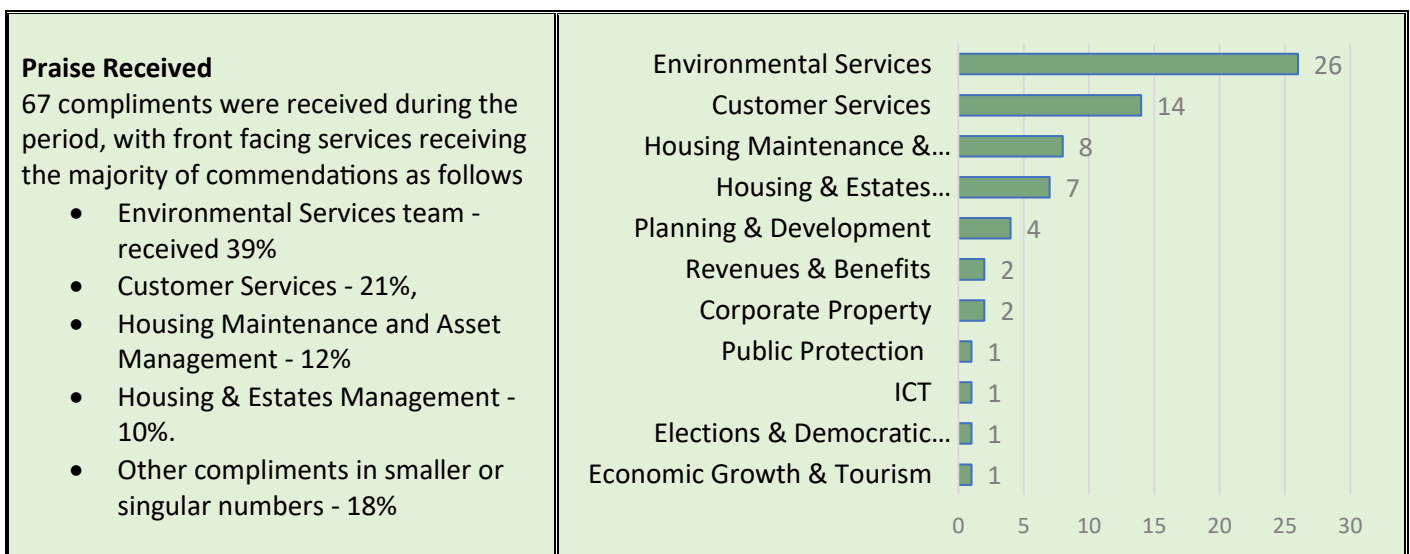 Praise Received
67 compliments were received during the
period, with front facing services receiving
the majority of commendations as follows
• Environmental Services team -
received 39%
• Customer Services - 21%,
• Housing Maintenance and Asset
Management - 12%
• Housing & Estates Management -
10%.
• Other compliments in smaller or
singular numbers - 18%
Environmental Services 26
Customer Services 14
Housing Maintenance &... 8
Housing & Estates... 7
Planning & Development 4
Revenues & Benefits 2
Corporate Property 2
Public Protection 1
ICT 1
Elections & Democratic... 1
Economic Growth & Tourism 1
0 5 10 15 20 25 30